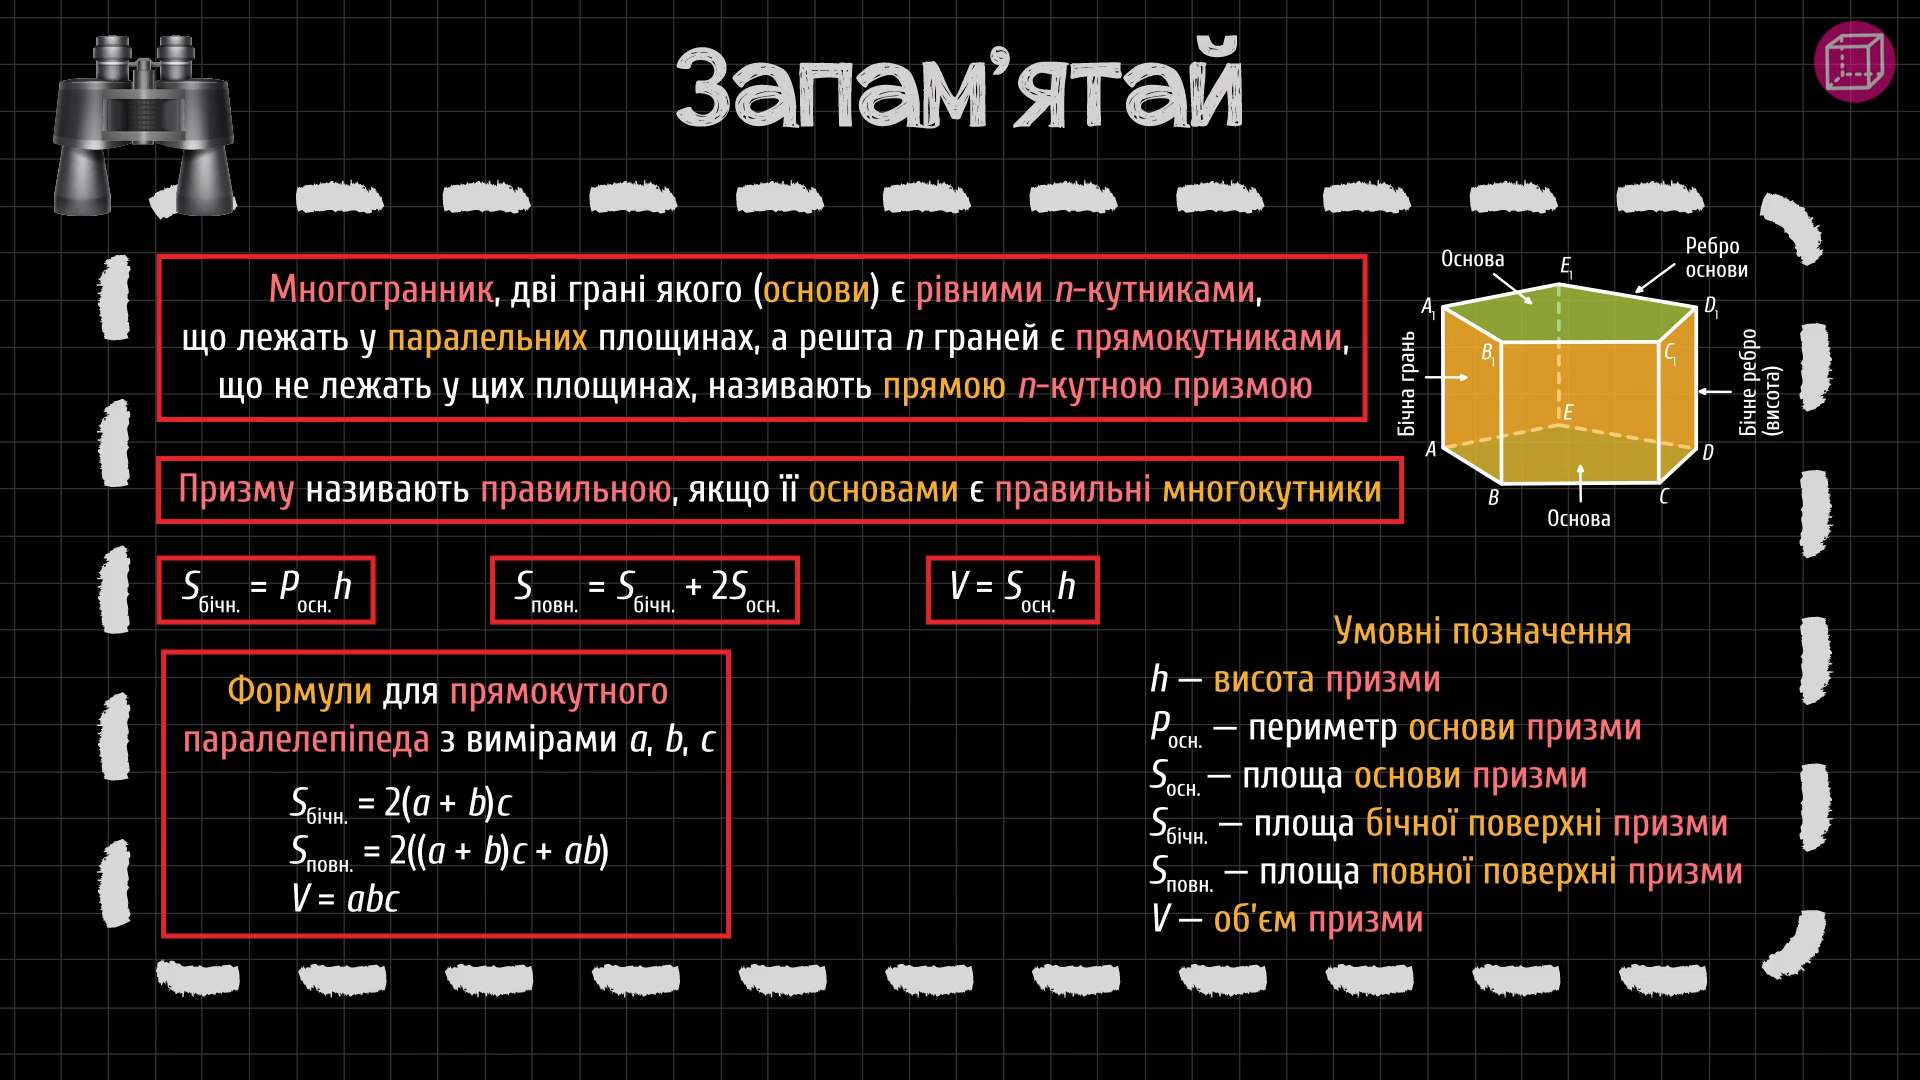 Запам’ятай
Многогранник, дві грані якого (основи) є рівними n-кутниками,
що лежать у паралельних площинах, а решта n граней є прямокутниками,
що не лежать у цих площинах, називають прямою n-кутною призмою
Призму називають правильною, якщо її основами є правильні многокутники
Основа
Ребро
основи
E₁
A₁
D₁
B₁
C₁
Бічна грань
Бічне ребро
(висота)
E
A
D
B
C
Основа
Sбічн. = Pосн.h
Sповн. = Sбічн. + 2Sосн.
V = Sосн.h
Формули для прямокутного
паралелепіпеда з вимірами a, b, c
Sбічн. = 2(a + b)c
Sповн. = 2((a + b)c + ab)
V = abc
Умовні позначення
h — висота призми
Pосн. — периметр основи призми
Sосн. — площа основи призми
Sбічн. — площа бічної поверхні призми
Sповн. — площа повної поверхні призми
V — об'єм призми